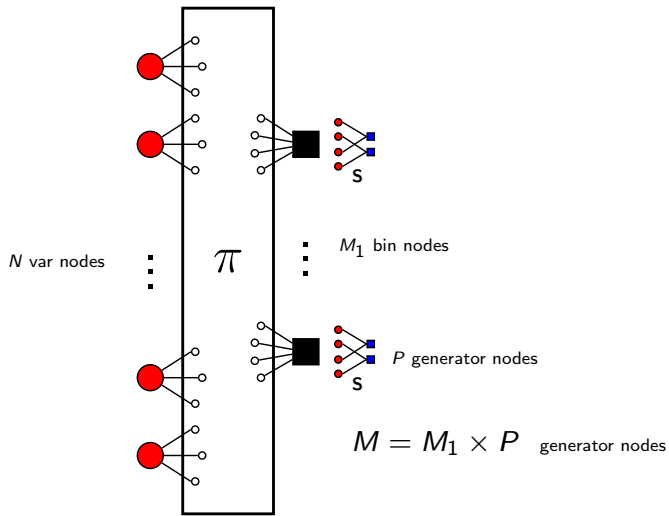 S
N var nodes
π
M₁ bin nodes
P generator nodes
S
M = M₁ × P generator nodes